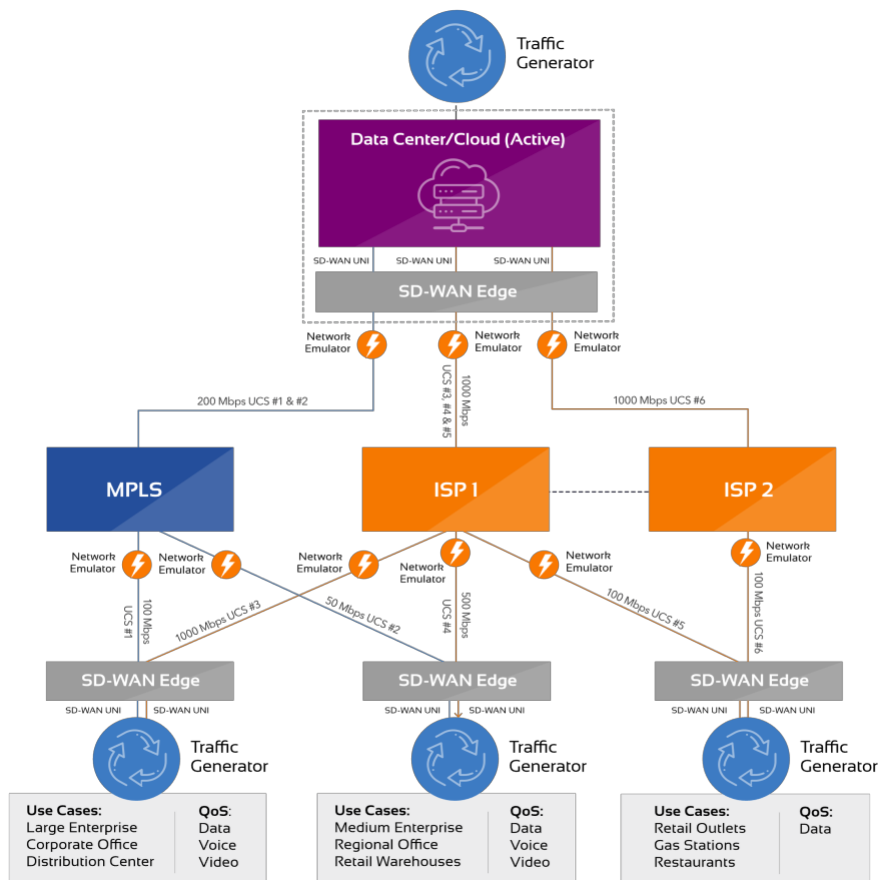 Traffic
Generator
Data Center/Cloud (Active)
SD-WAN UNI
SD-WAN UNI
SD-WAN UNI
SD-WAN Edge
Network
Emulator
Network
Emulator
Network
Emulator
200 Mbps UCS #1 & #2
1000 Mbps
UCS #3, #4 & #5
1000 Mbps UCS #6
MPLS
ISP 1
ISP 2
Network
Emulator
Network
Emulator
Network
Emulator
Network
Emulator
Network
Emulator
Network
Emulator
100 Mbps
UCS #1
1000 Mbps UCS #3
50 Mbps UCS #2
500 Mbps
UCS #4
100 Mbps UCS #5
100 Mbps UCS #6
SD-WAN Edge
SD-WAN Edge
SD-WAN Edge
SD-WAN UNI
SD-WAN UNI
SD-WAN UNI
SD-WAN UNI
SD-WAN UNI
SD-WAN UNI
Traffic
Generator
Traffic
Generator
Traffic
Generator
Use Cases:
Large Enterprise
Corporate Office
Distribution Center
QoS:
Data
Voice
Video
Use Cases:
Medium Enterprise
Regional Office
Retail Warehouses
QoS:
Data
Voice
Video
Use Cases:
Retail Outlets
Gas Stations
Restaurants
QoS:
Data